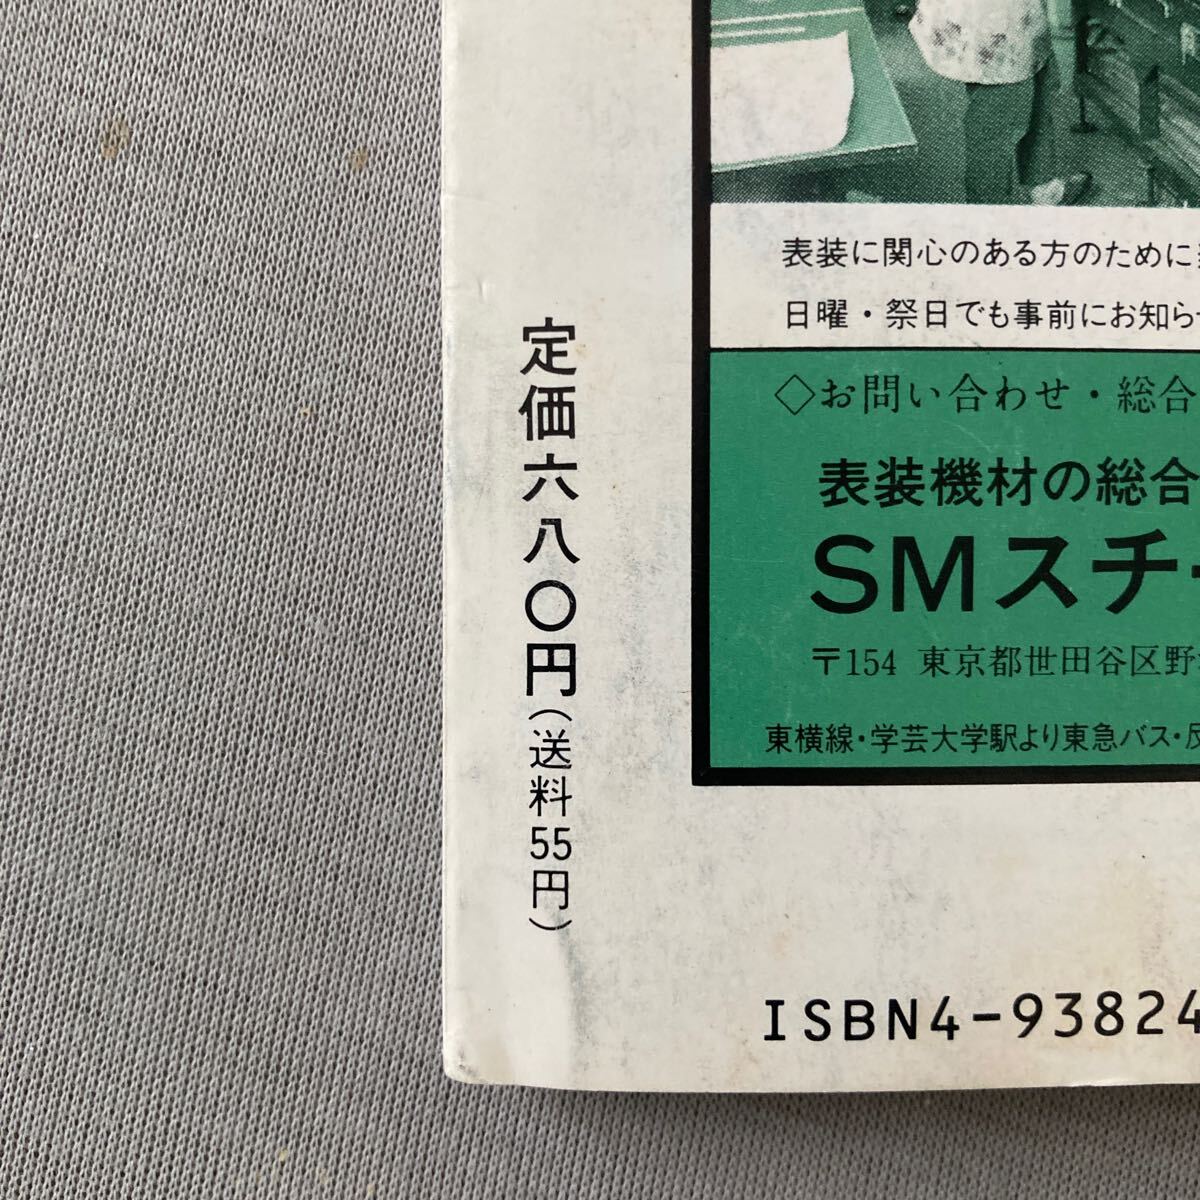 表装に関心のある方のために
日曜・祭日でも事前にお知らせ
◇お問い合わせ・総合
表装機材の総合
SMスチー
〒154 東京都世田谷区野
東横線・学芸大学駅より東急バス・反
定価六八〇円(送料55円)
ISBN4-93824